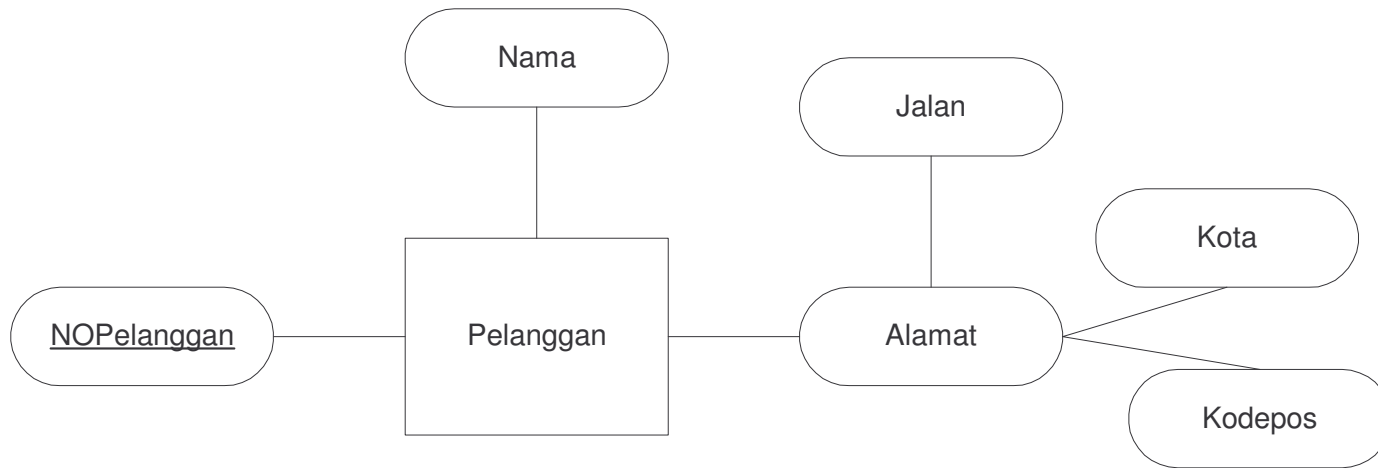 Nama
Jalan
Kota
NOPelanggan
Pelanggan
Alamat
Kodepos